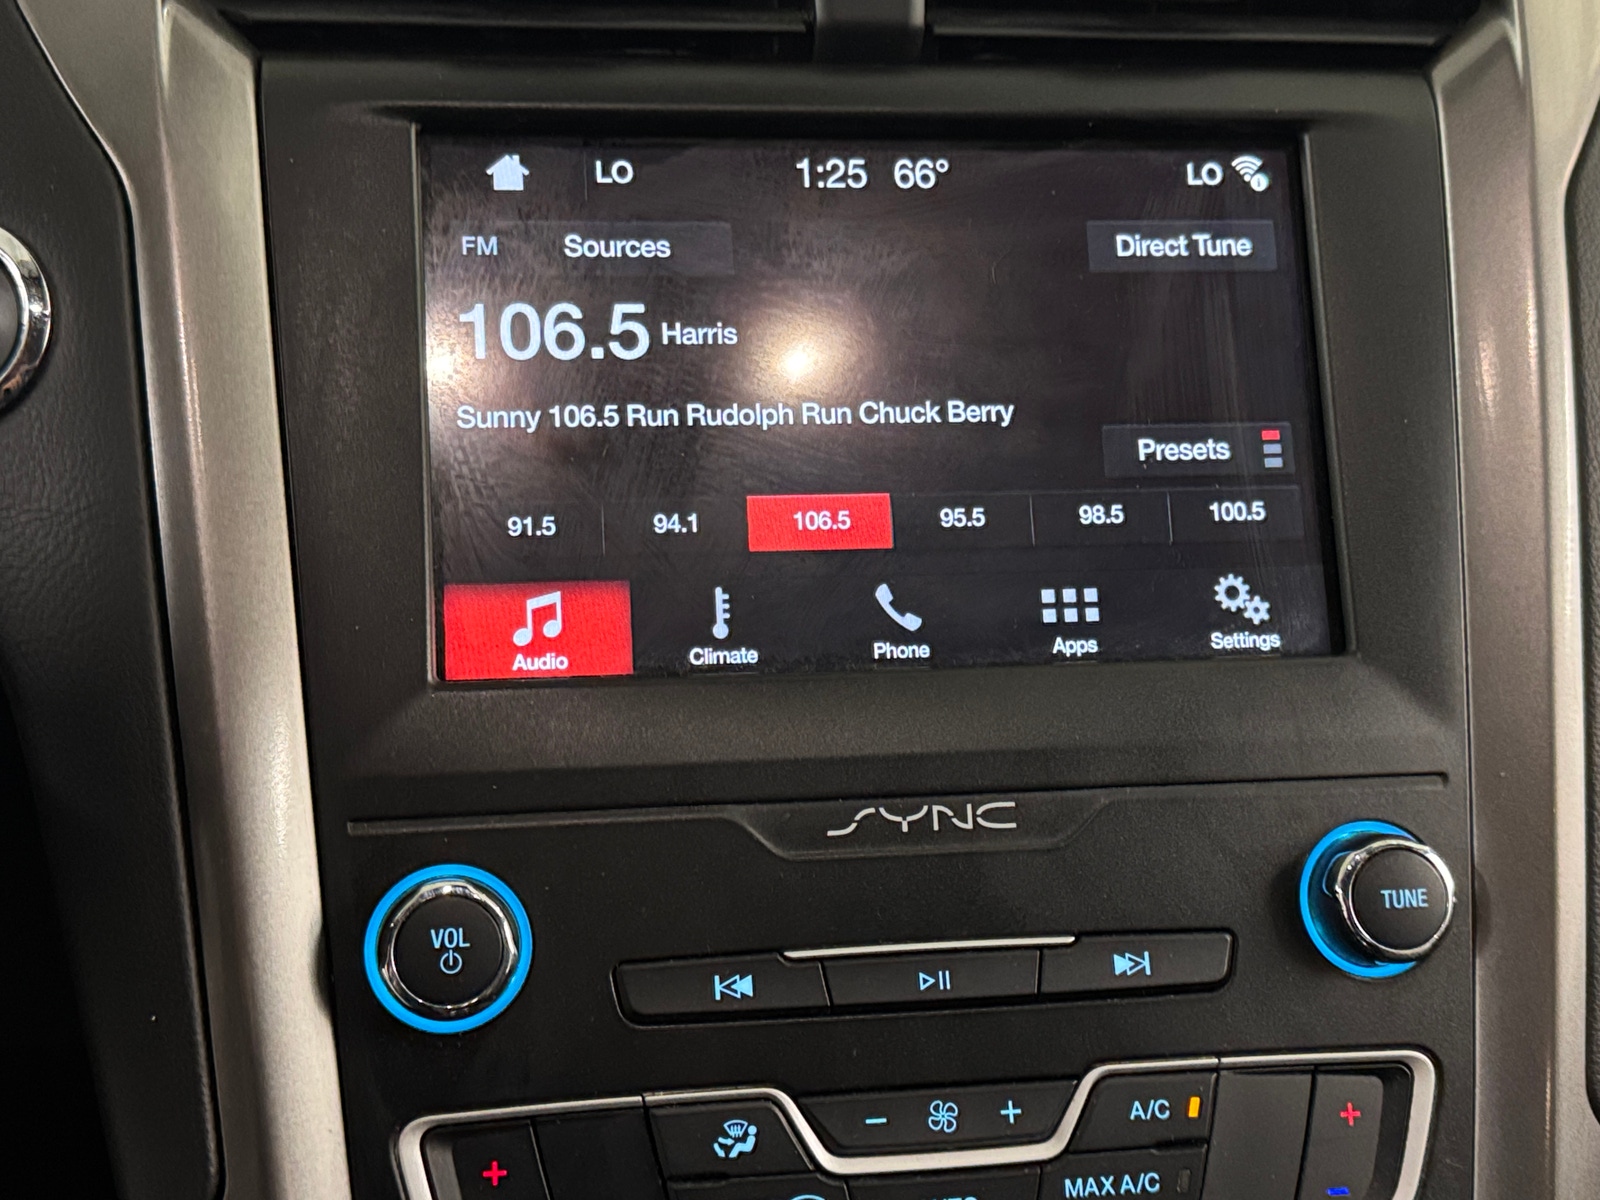 LO 1:25 66° LO
FM Sources Direct Tune
106.5 Harris
Sunny 106.5 Run Rudolph Run Chuck Berry
Presets
91.5 94.1 106.5 95.5 98.5 100.5
Audio Climate Phone Apps Settings
SYNC
VOL
TUNE
A/C
MAX A/C